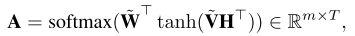 A = softmax(W̃^⊤ tanh(ṼH^⊤)) ∈ ℝ^{m×T},